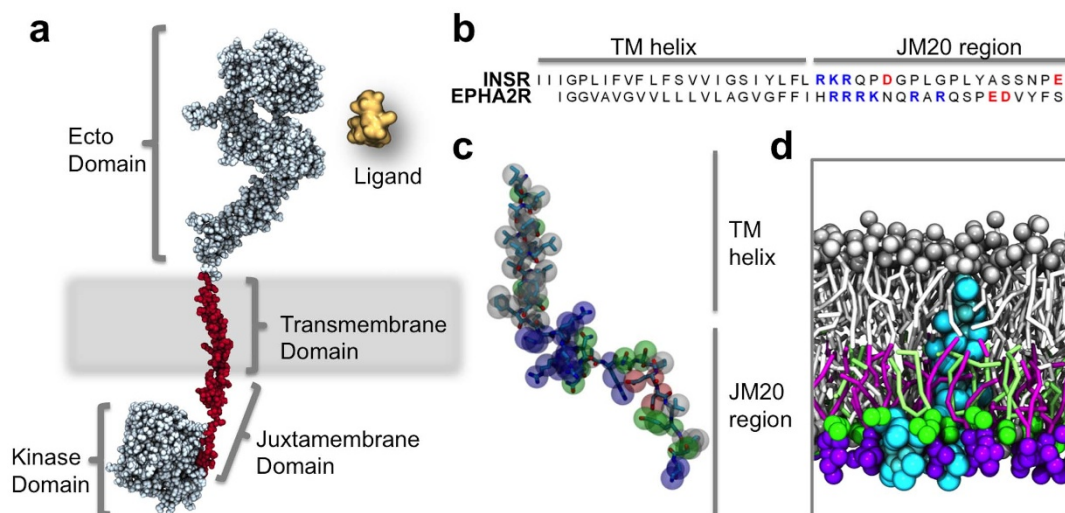 a
Ecto
Domain
Ligand
Transmembrane
Domain
Juxtamembrane
Domain
Kinase
Domain
b
TM helix JM20 region
INSR IIIGPLIFVFLFSVVIGSIYLFLRKRQPDGPLGPLYASSNPE
EPHA2R IGGVAVGVVLLLVLAGVGFFIHRRRKNQRARQSPEDVYFS
c
TM
helix
JM20
region
d